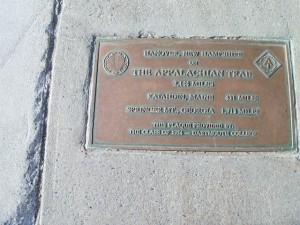 HANOVER, NEW HAMPSHIRE
ON
THE APPALACHIAN TRAIL
MILES
KATAHDIN, MAINE MILES
SPRINGER MT., GEORGIA MILES
THIS PLAQUE PROVIDED BY:
THE CLASS OF — DARTMOUTH COLLEGE